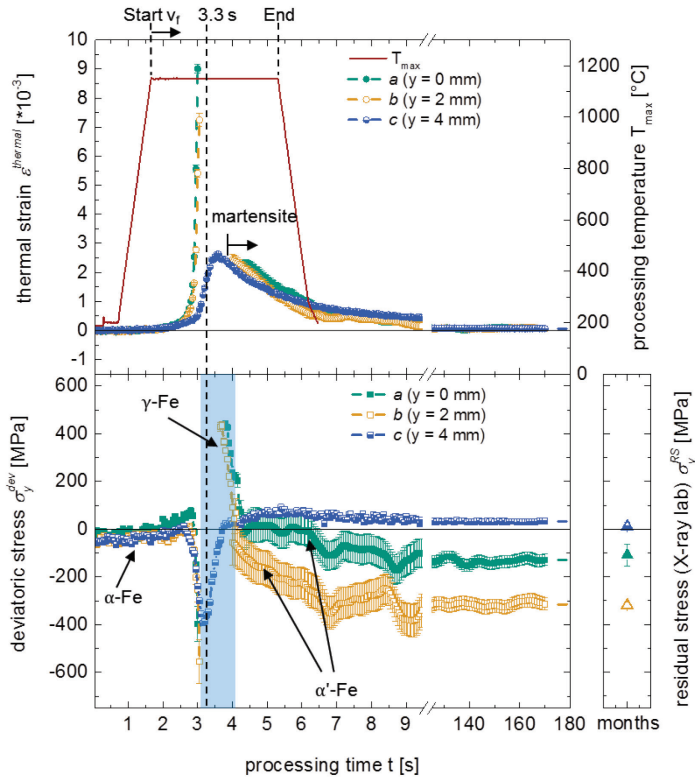 Start v_f 3.3 s End
10
9
8
7
6
5
4
3
2
1
0
-1
thermal strain ε^thermal [*10^-3]
T_max
a (y = 0 mm)
b (y = 2 mm)
c (y = 4 mm)
martensite
1200
1000
800
600
400
200
0
processing temperature T_max [°C]
600
400
200
0
-200
-400
-600
deviatoric stress σ_y^dev [MPa]
γ-Fe
a (y = 0 mm)
b (y = 2 mm)
c (y = 4 mm)
α-Fe
α'-Fe
residual stress (X-ray lab) σ_y^RS [MPa]
1 2 3 4 5 6 7 8 9 120 140 160 180 months
processing time t [s]